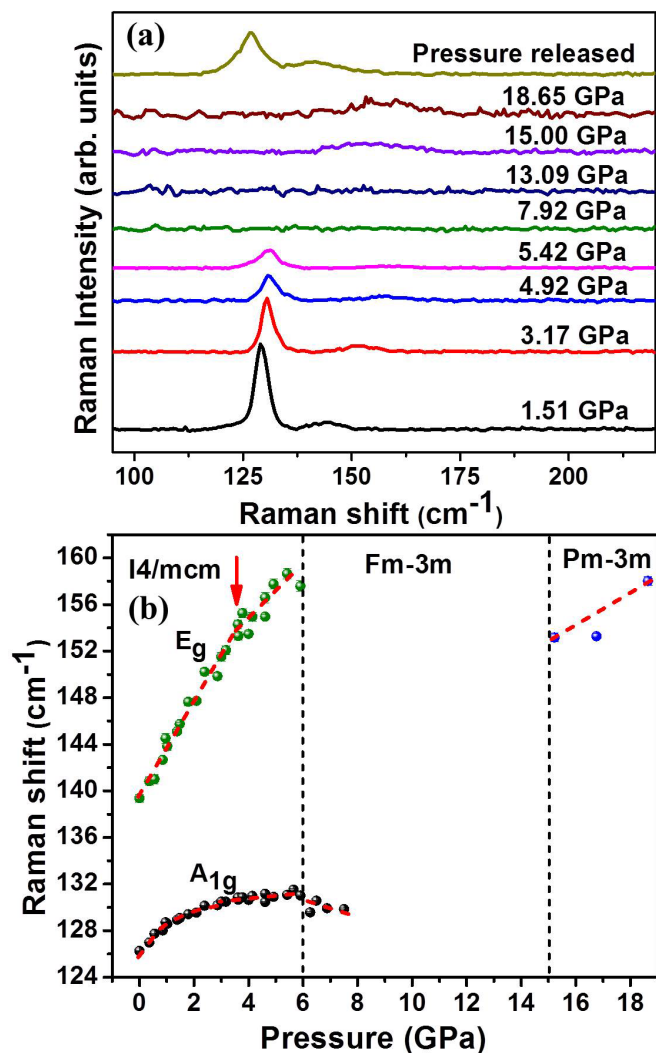 (a)
Pressure released
18.65 GPa
15.00 GPa
13.09 GPa
7.92 GPa
5.42 GPa
4.92 GPa
3.17 GPa
1.51 GPa
Raman Intensity (arb. units)
100 125 150 175 200
Raman shift (cm⁻¹)
160
156
152
148
144
140
136
132
128
124
Raman shift (cm⁻¹)
I4/mcm
Fm-3m
Pm-3m
(b)
E_g
A_1g
0 2 4 6 8 10 12 14 16 18
Pressure (GPa)